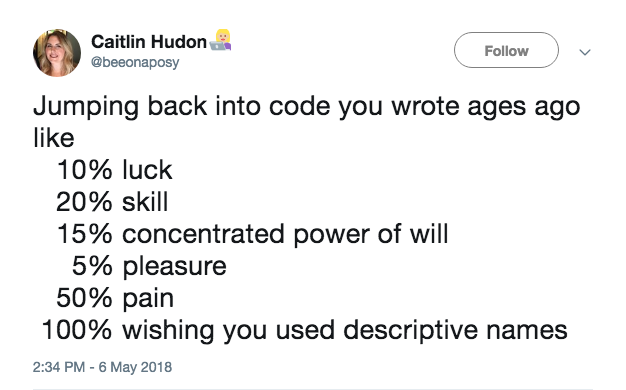 Caitlin Hudon👩🏼‍💻
@beeonaposy
Follow
Jumping back into code you wrote ages ago
like
10% luck
20% skill
15% concentrated power of will
5% pleasure
50% pain
100% wishing you used descriptive names
2:34 PM - 6 May 2018